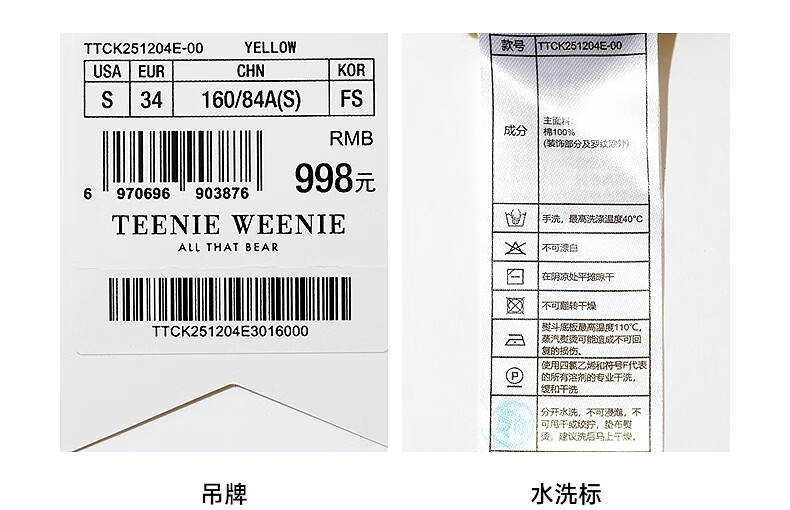 TTCK251204E-00 YELLOW
USA EUR CHN KOR
S 34 160/84A(S) FS
RMB
998元
6 970696 903876
TEENIE WEENIE
ALL THAT BEAR
TTCK251204E3016000
吊牌
款号 TTCK251204E-00
成分
主面料:
棉100%
(装饰部分及罗纹除外)
手洗，最高洗涤温度40°C
不可漂白
在阴凉处平摊晾干
不可翻转干燥
熨斗底板最高温度110℃,
蒸汽熨烫可能造成不可回
复的损伤。
P
使用四氯乙烯和符号F代表
的所有溶剂的专业干洗,
缓和干洗
分开水洗，不可浸泡，不
可甩干或绞拧，垫布熨
烫，建议洗后马上干燥。
水洗标